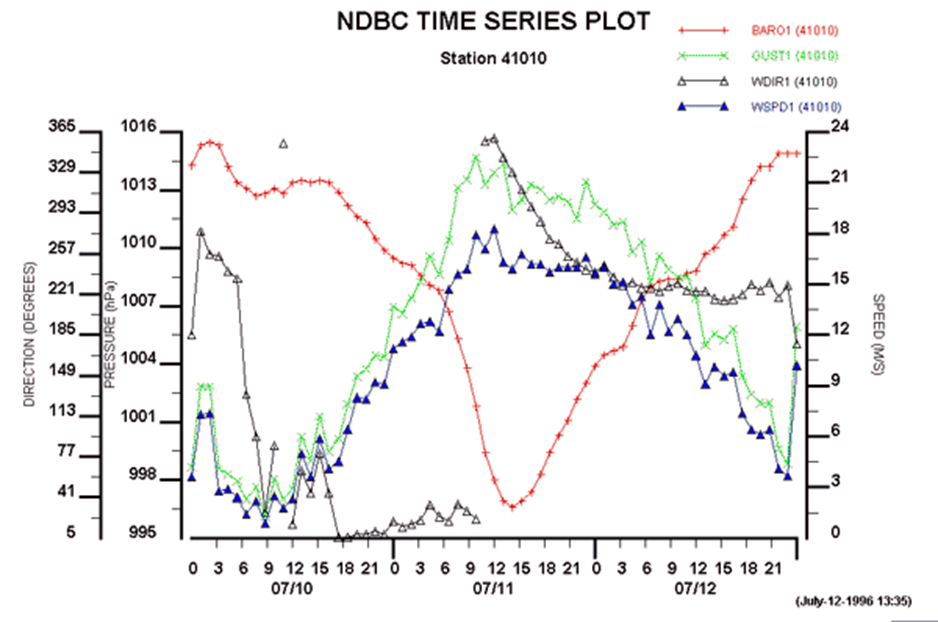 NDBC TIME SERIES PLOT
Station 41010
BARO1 (41010)
GUST1 (41010)
WDIR1 (41010)
WSPD1 (41010)
365 1016 24
329 1013 21
293 1010 18
257 1007 15
221 1004 12
185 1001 9
149 998 6
113 995 3
77 0
41
5
DIRECTION (DEGREES)
PRESSURE (hPa)
SPEED (M/S)
0 3 6 9 12 15 18 21 0 3 6 9 12 15 18 21 0 3 6 9 12 15 18 21
07/10 07/11 07/12
(July-12-1996 13:35)